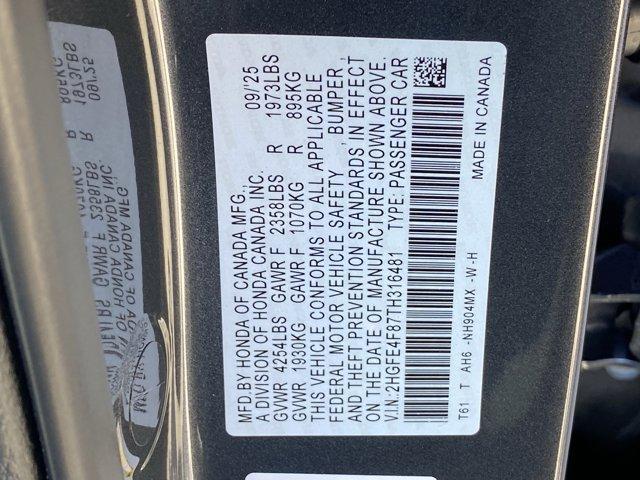 MFD.BY HONDA OF CANADA MFG., 09/'25
A DIVISION OF HONDA CANADA INC.
GVWR 4254LBS GAWR F 2358LBS R 1973LBS
GVWR 1930KG GAWR F 1070KG R 895KG
THIS VEHICLE CONFORMS TO ALL APPLICABLE
FEDERAL MOTOR VEHICLE SAFETY , BUMPER ,
AND THEFT PREVENTION STANDARDS IN EFFECT
ON THE DATE OF MANUFACTURE SHOWN ABOVE.
V.I.N.:2HGFE4F87TH316481 TYPE: PASSENGER CAR
T61 T AH6 -NH904MX -W -H
MADE IN CANADA